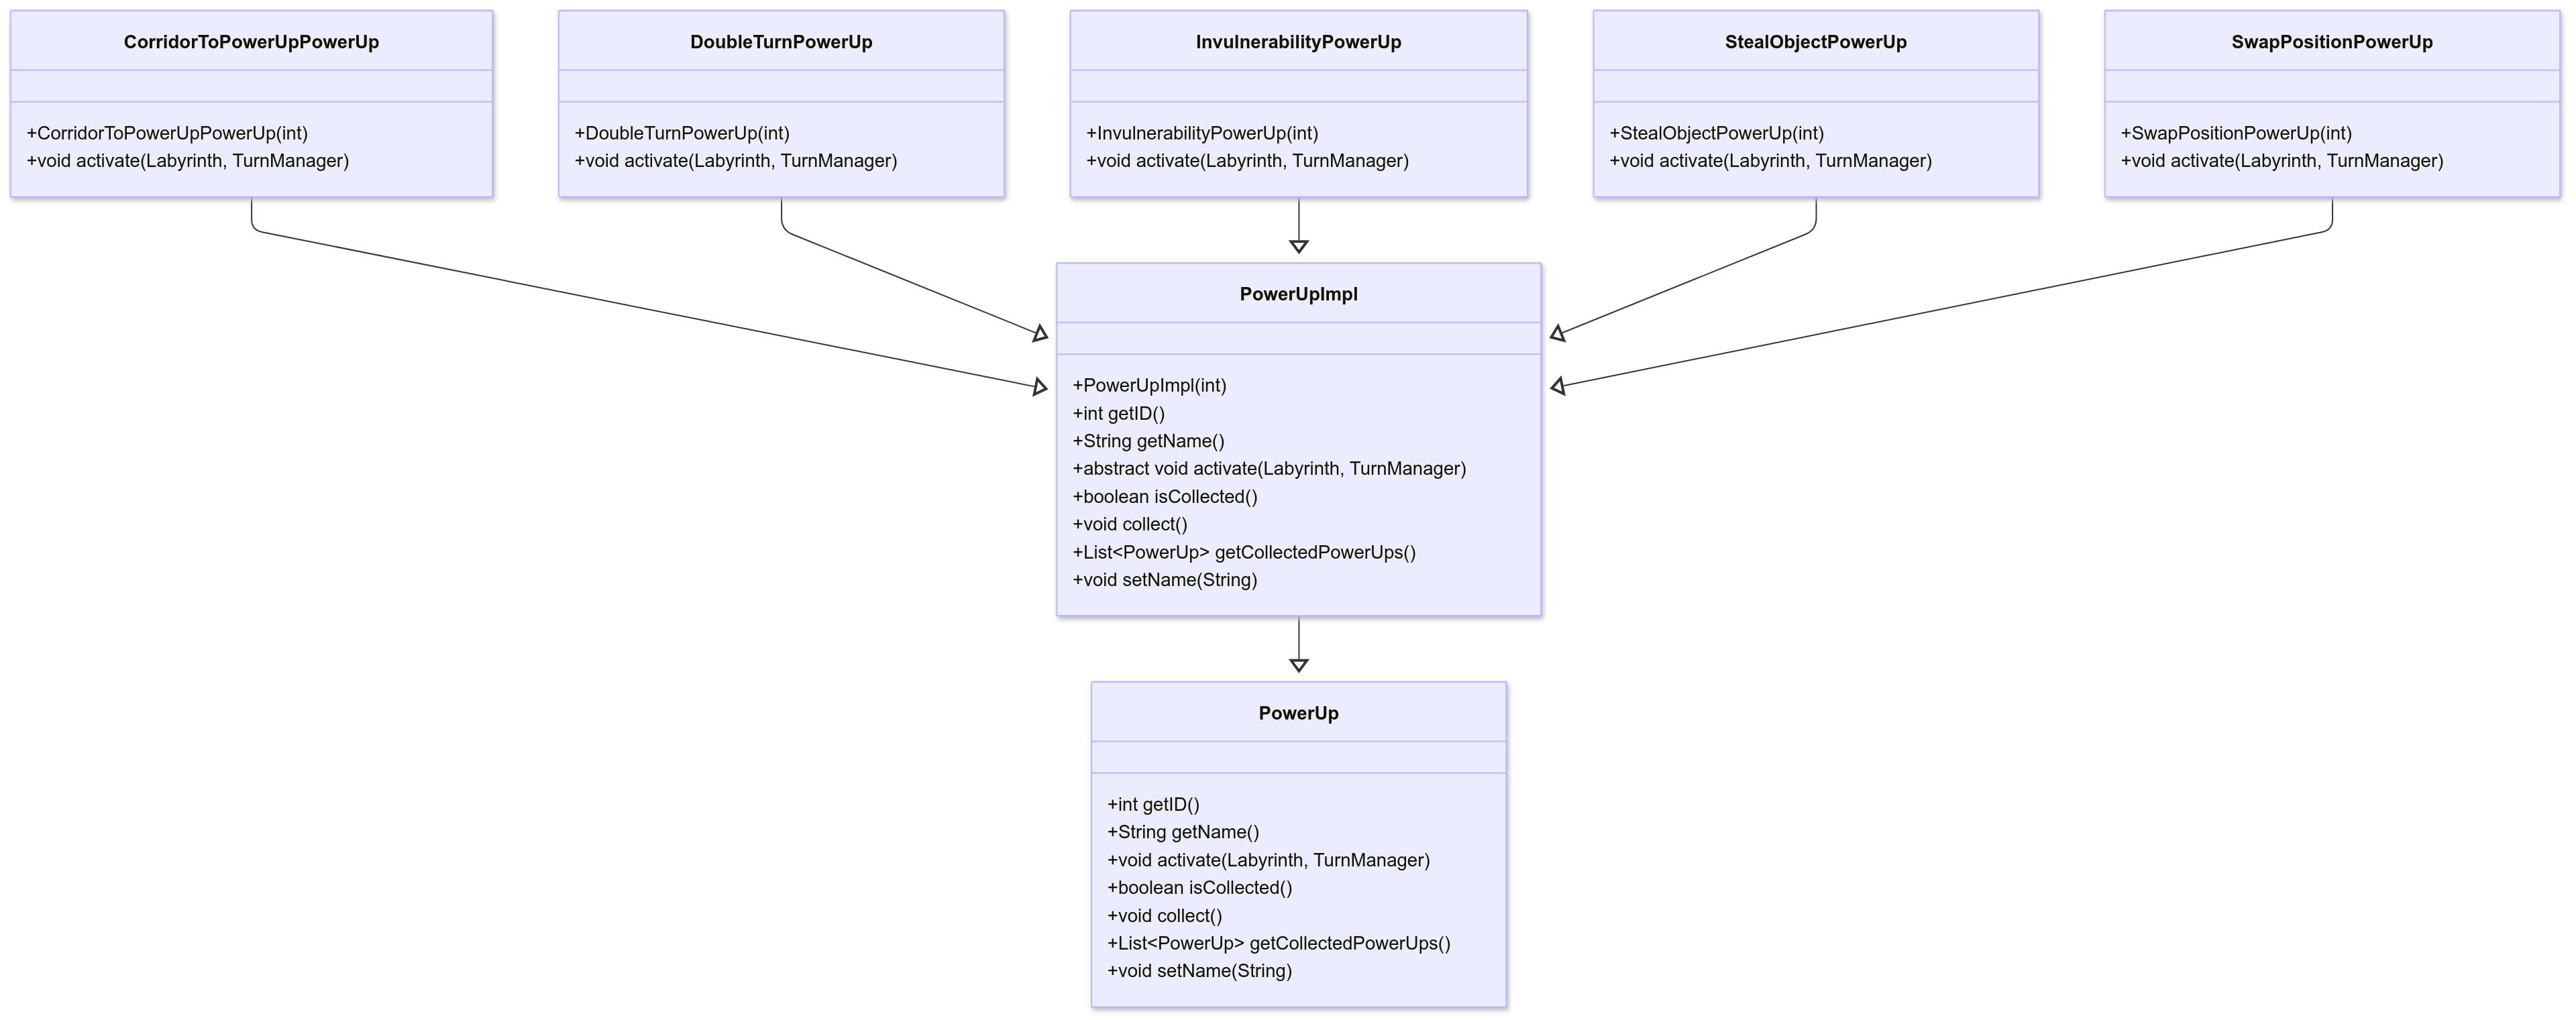 CorridorToPowerUpPowerUp
+CorridorToPowerUpPowerUp(int)
+void activate(Labyrinth, TurnManager)
DoubleTurnPowerUp
+DoubleTurnPowerUp(int)
+void activate(Labyrinth, TurnManager)
InvulnerabilityPowerUp
+InvulnerabilityPowerUp(int)
+void activate(Labyrinth, TurnManager)
StealObjectPowerUp
+StealObjectPowerUp(int)
+void activate(Labyrinth, TurnManager)
SwapPositionPowerUp
+SwapPositionPowerUp(int)
+void activate(Labyrinth, TurnManager)
PowerUpImpl
+PowerUpImpl(int)
+int getID()
+String getName()
+abstract void activate(Labyrinth, TurnManager)
+boolean isCollected()
+void collect()
+List<PowerUp> getCollectedPowerUps()
+void setName(String)
PowerUp
+int getID()
+String getName()
+void activate(Labyrinth, TurnManager)
+boolean isCollected()
+void collect()
+List<PowerUp> getCollectedPowerUps()
+void setName(String)